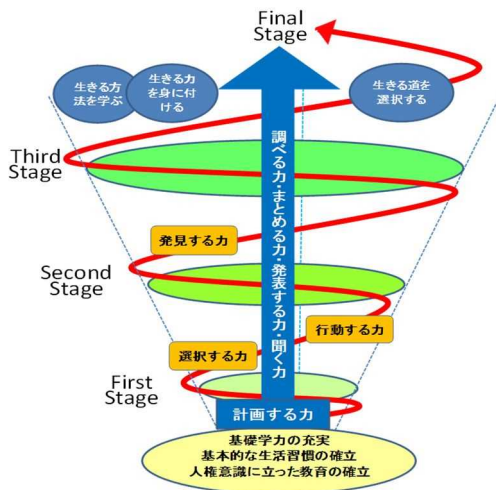 Final
Stage
生きる方
法を学ぶ
生きる力
を身に付
ける
生きる道を
選択する
Third
Stage
調べる力・まとめる力・発表する力・聞く力
発見する力
Second
Stage
行動する力
選択する力
First
Stage
計画する力
基礎学力の充実
基本的な生活習慣の確立
人権意識に立った教育の確立